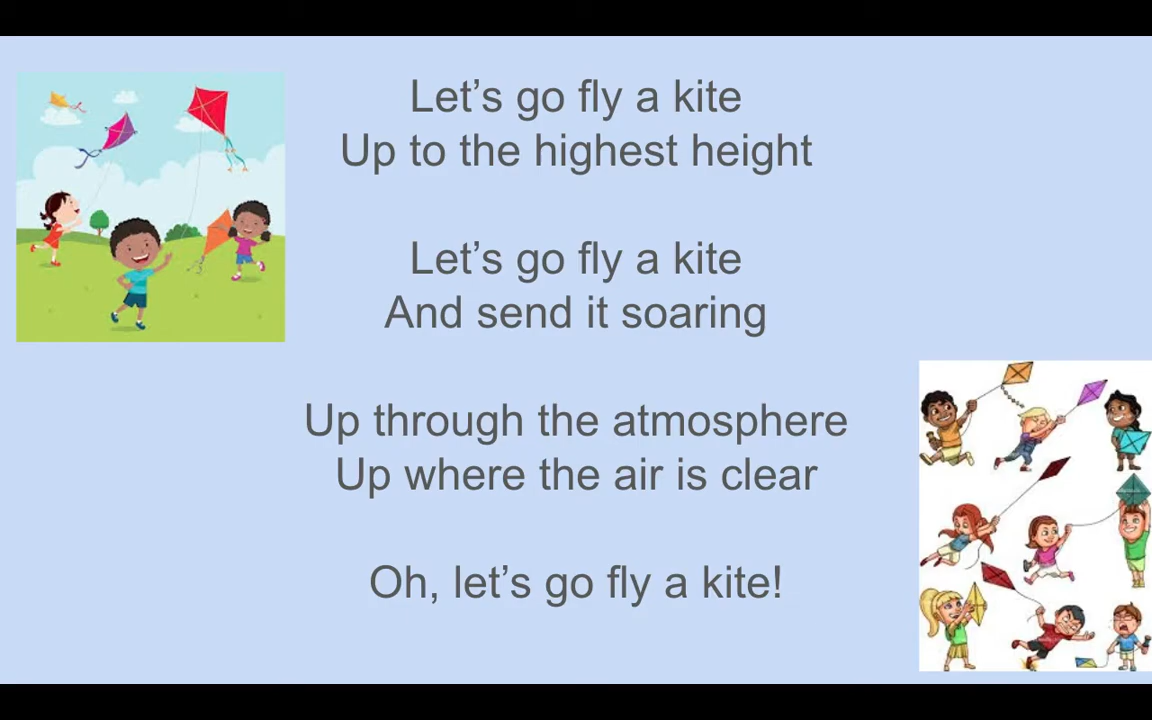 Let’s go fly a kite
Up to the highest height
Let’s go fly a kite
And send it soaring
Up through the atmosphere
Up where the air is clear
Oh, let’s go fly a kite!